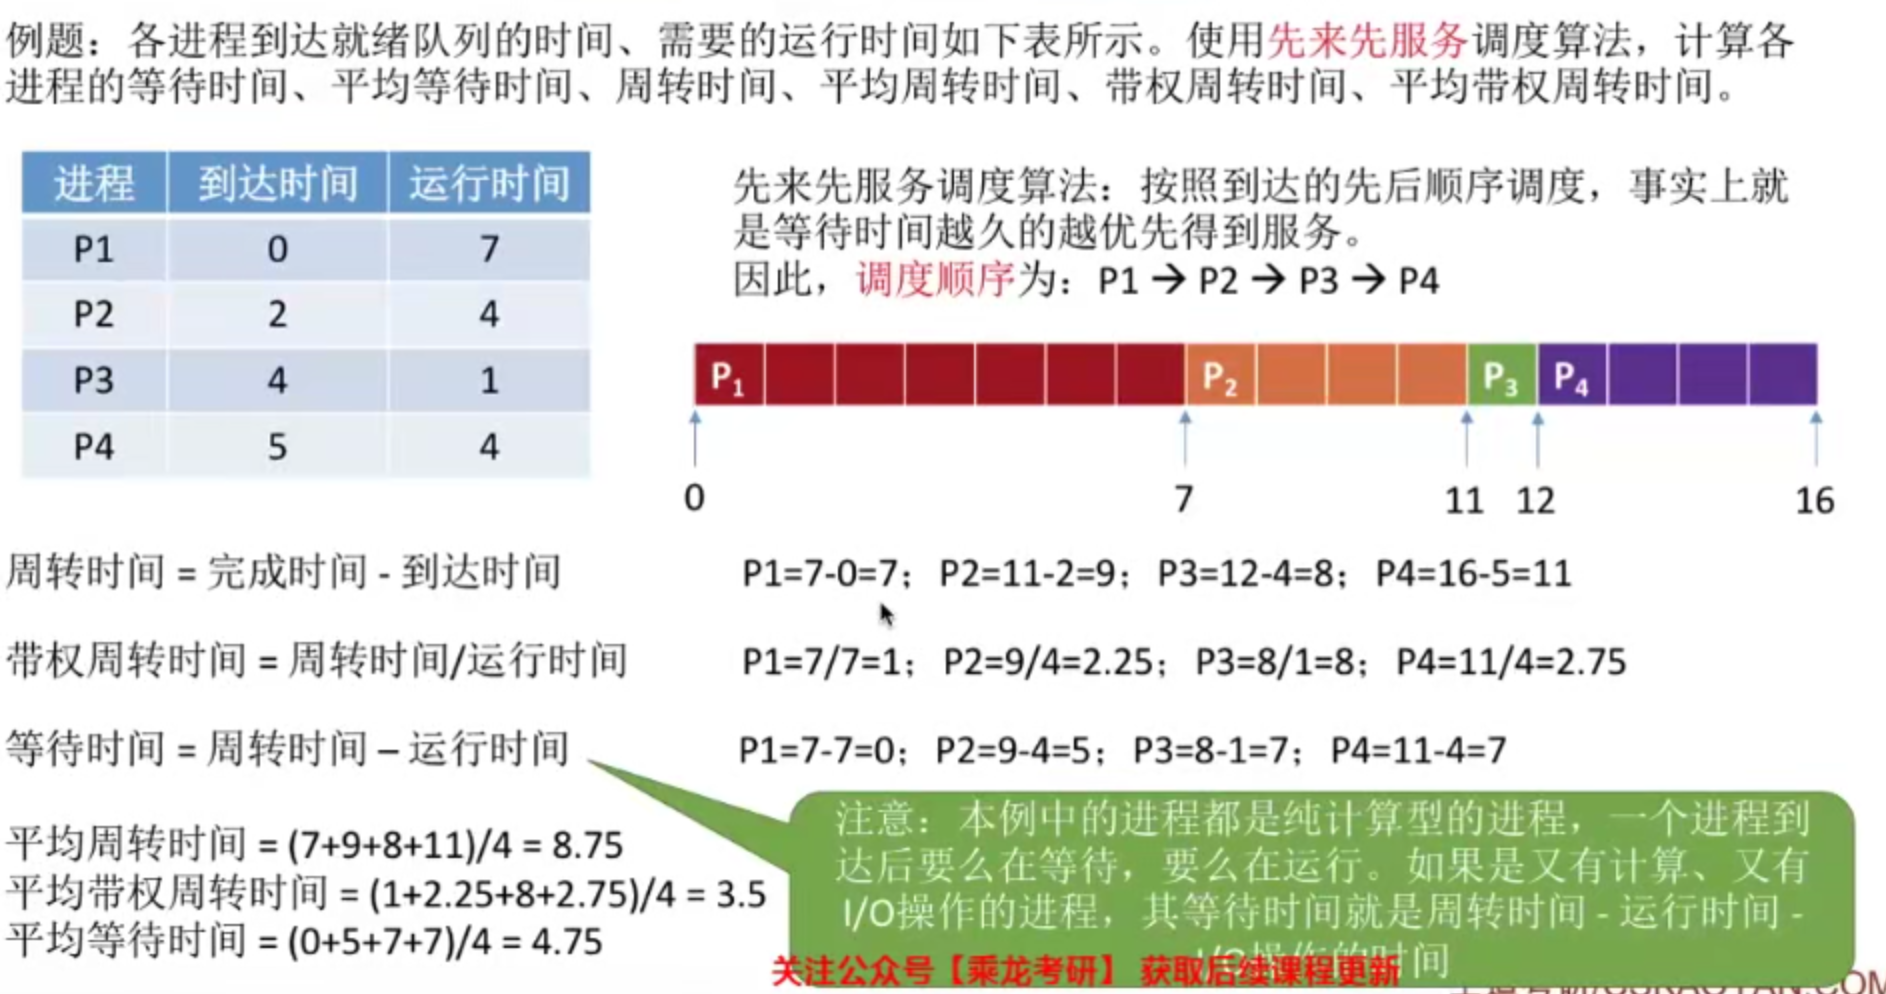 例题：各进程到达就绪队列的时间、需要的运行时间如下表所示。使用先来先服务调度算法，计算各
进程的等待时间、平均等待时间、周转时间、平均周转时间、带权周转时间、平均带权周转时间。
进程 到达时间 运行时间
P1 0 7
P2 2 4
P3 4 1
P4 5 4
先来先服务调度算法：按照到达的先后顺序调度，事实上就
是等待时间越久的越优先得到服务。
因此，调度顺序为：P1 → P2 → P3 → P4
P₁ P₂ P₃ P₄
0 7 11 12 16
周转时间 = 完成时间 - 到达时间
P1=7-0=7；P2=11-2=9；P3=12-4=8；P4=16-5=11
带权周转时间 = 周转时间/运行时间
P1=7/7=1；P2=9/4=2.25；P3=8/1=8；P4=11/4=2.75
等待时间 = 周转时间 – 运行时间
P1=7-7=0；P2=9-4=5；P3=8-1=7；P4=11-4=7
平均周转时间 = (7+9+8+11)/4 = 8.75
平均带权周转时间 = (1+2.25+8+2.75)/4 = 3.5
平均等待时间 = (0+5+7+7)/4 = 4.75
注意：本例中的进程都是纯计算型的进程，一个进程到
达后要么在等待，要么在运行。如果是又有计算、又有
I/O操作的进程，其等待时间就是周转时间 - 运行时间 -
I/O操作的时间
关注公众号【乘龙考研】 获取后续课程更新